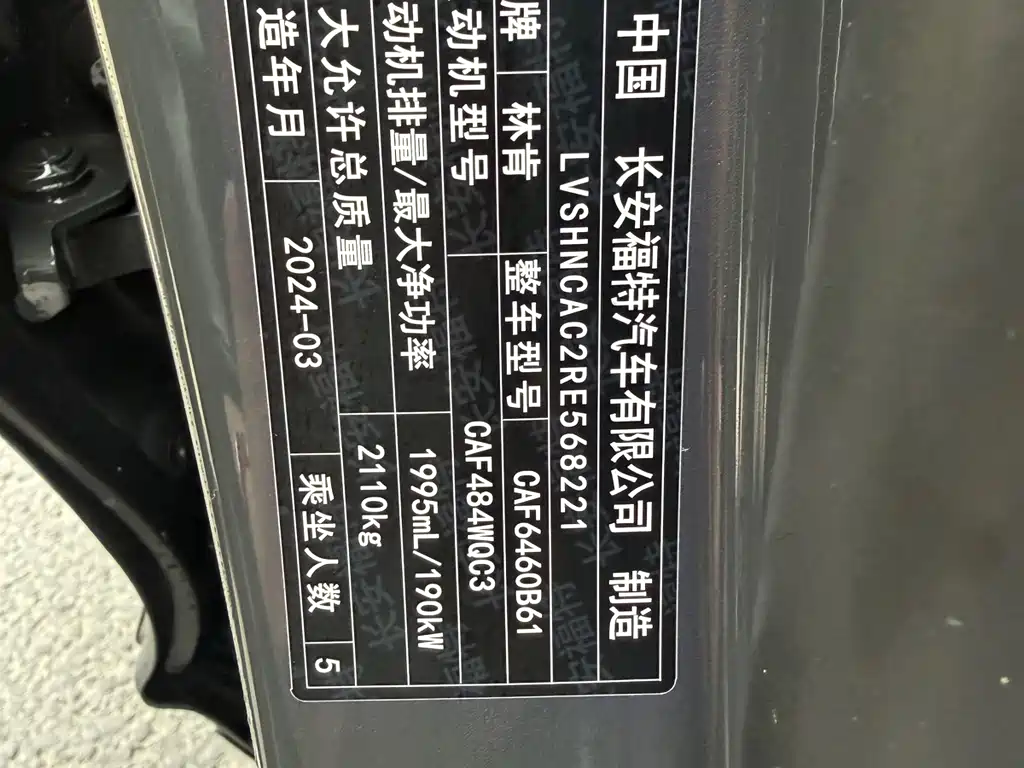 中国 长安福特汽车有限公司 制造
LVSHNCAC2RE568221
牌 林肯 整车型号 CAF6460B61
动机型号 CAF484WQC3
动机排量/最大净功率 1995mL/190kW
大允许总质量 2110kg
造年月 2024-03 乘坐人数 5